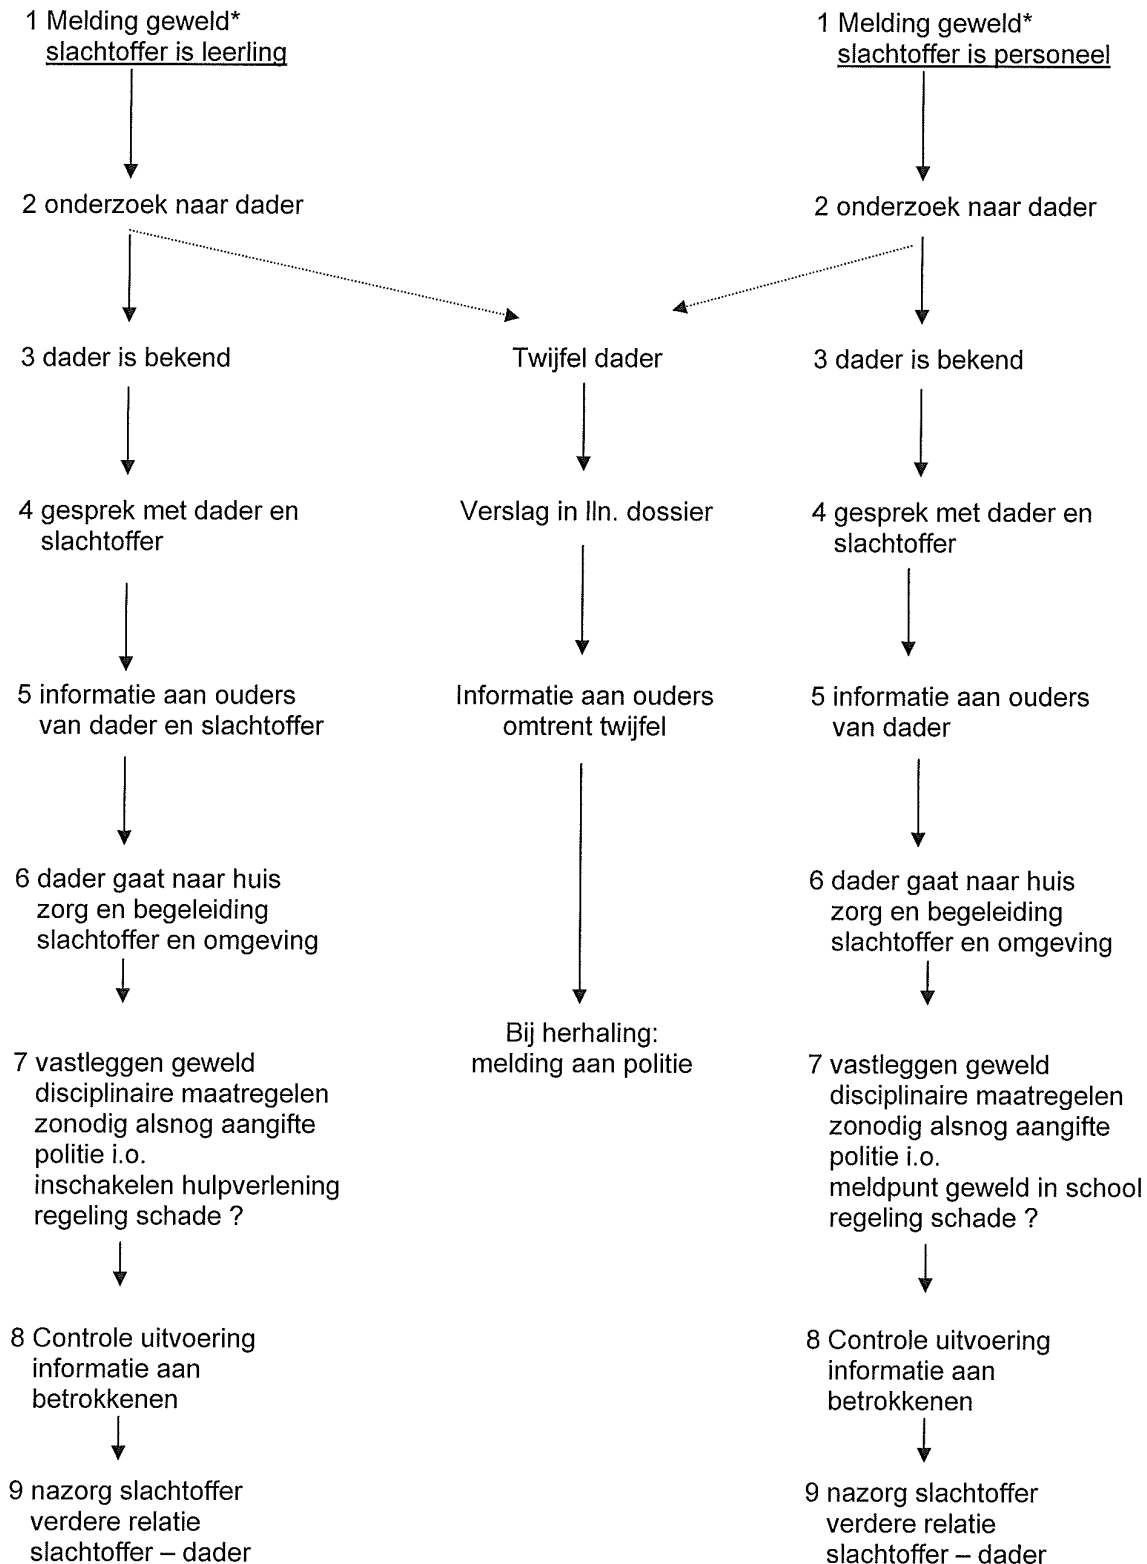 1 Melding geweld*
slachtoffer is leerling
2 onderzoek naar dader
3 dader is bekend
4 gesprek met dader en
slachtoffer
5 informatie aan ouders
van dader en slachtoffer
6 dader gaat naar huis
zorg en begeleiding
slachtoffer en omgeving
7 vastleggen geweld
disciplinaire maatregelen
zonodig alsnog aangifte
politie i.o.
inschakelen hulpverlening
regeling schade ?
8 Controle uitvoering
informatie aan
betrokkenen
9 nazorg slachtoffer
verdere relatie
slachtoffer – dader
Twijfel dader
Verslag in lln. dossier
Informatie aan ouders
omtrent twijfel
Bij herhaling:
melding aan politie
1 Melding geweld*
slachtoffer is personeel
2 onderzoek naar dader
3 dader is bekend
4 gesprek met dader en
slachtoffer
5 informatie aan ouders
van dader
6 dader gaat naar huis
zorg en begeleiding
slachtoffer en omgeving
7 vastleggen geweld
disciplinaire maatregelen
zonodig alsnog aangifte
politie i.o.
meldpunt geweld in school
regeling schade ?
8 Controle uitvoering
informatie aan
betrokkenen
9 nazorg slachtoffer
verdere relatie
slachtoffer – dader